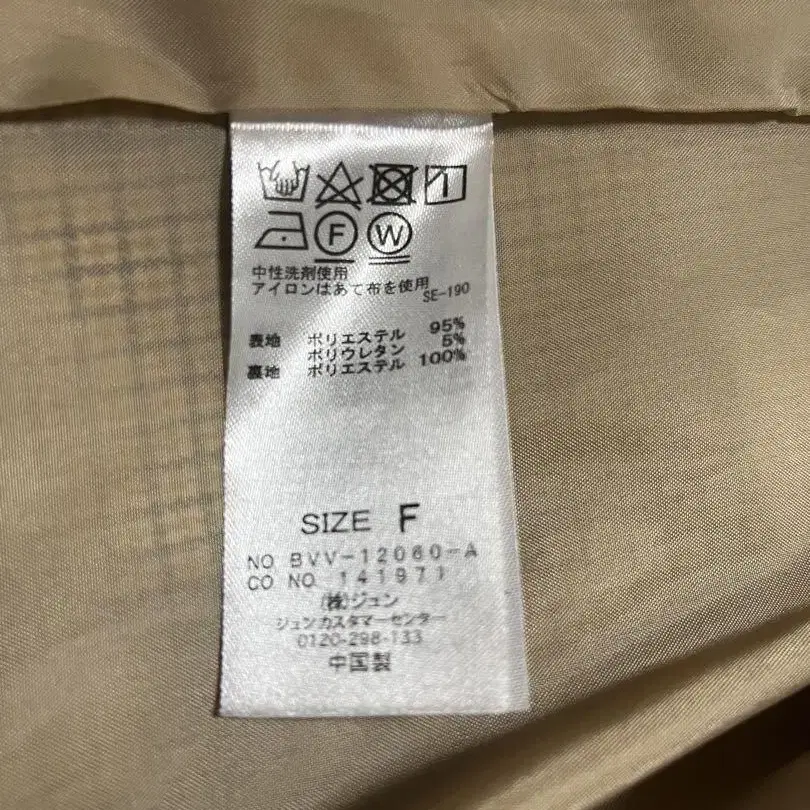 F W
中性洗剤使用
アイロンはあて布を使用
SE-190
表地 ポリエステル 95%
ポリウレタン 5%
裏地 ポリエステル 100%
SIZE F
NO BVV-12060-A
CO NO 141971
(株)ジュン
ジュンカスタマーセンター
0120-298-133
中国製